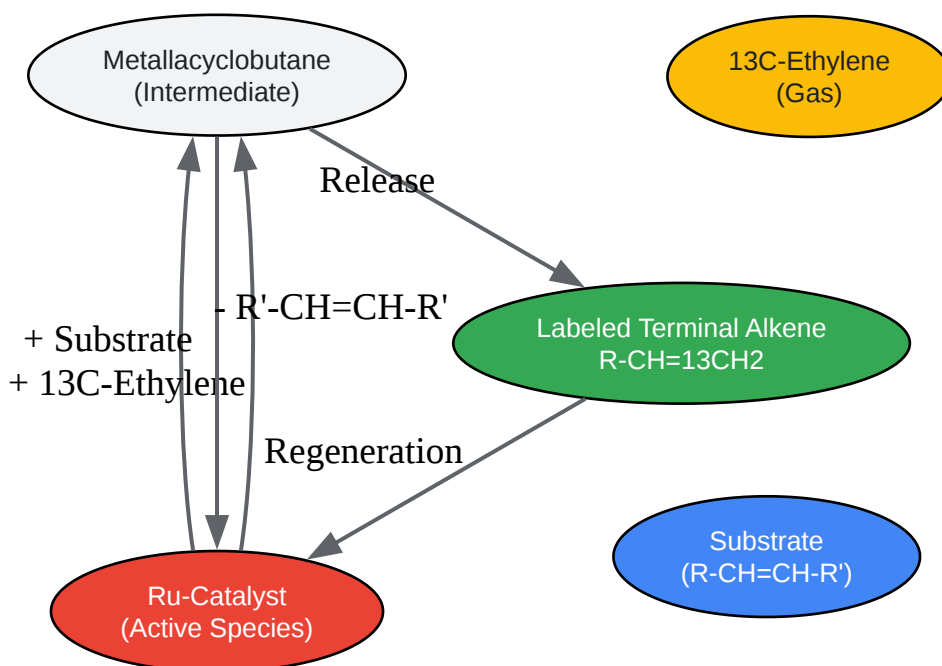 Metallacyclobutane
(Intermediate)
13C-Ethylene
(Gas)
Release
- R'-CH=CH-R'
+ Substrate
+ 13C-Ethylene
Labeled Terminal Alkene
R-CH=13CH2
Regeneration
Substrate
(R-CH=CH-R')
Ru-Catalyst
(Active Species)